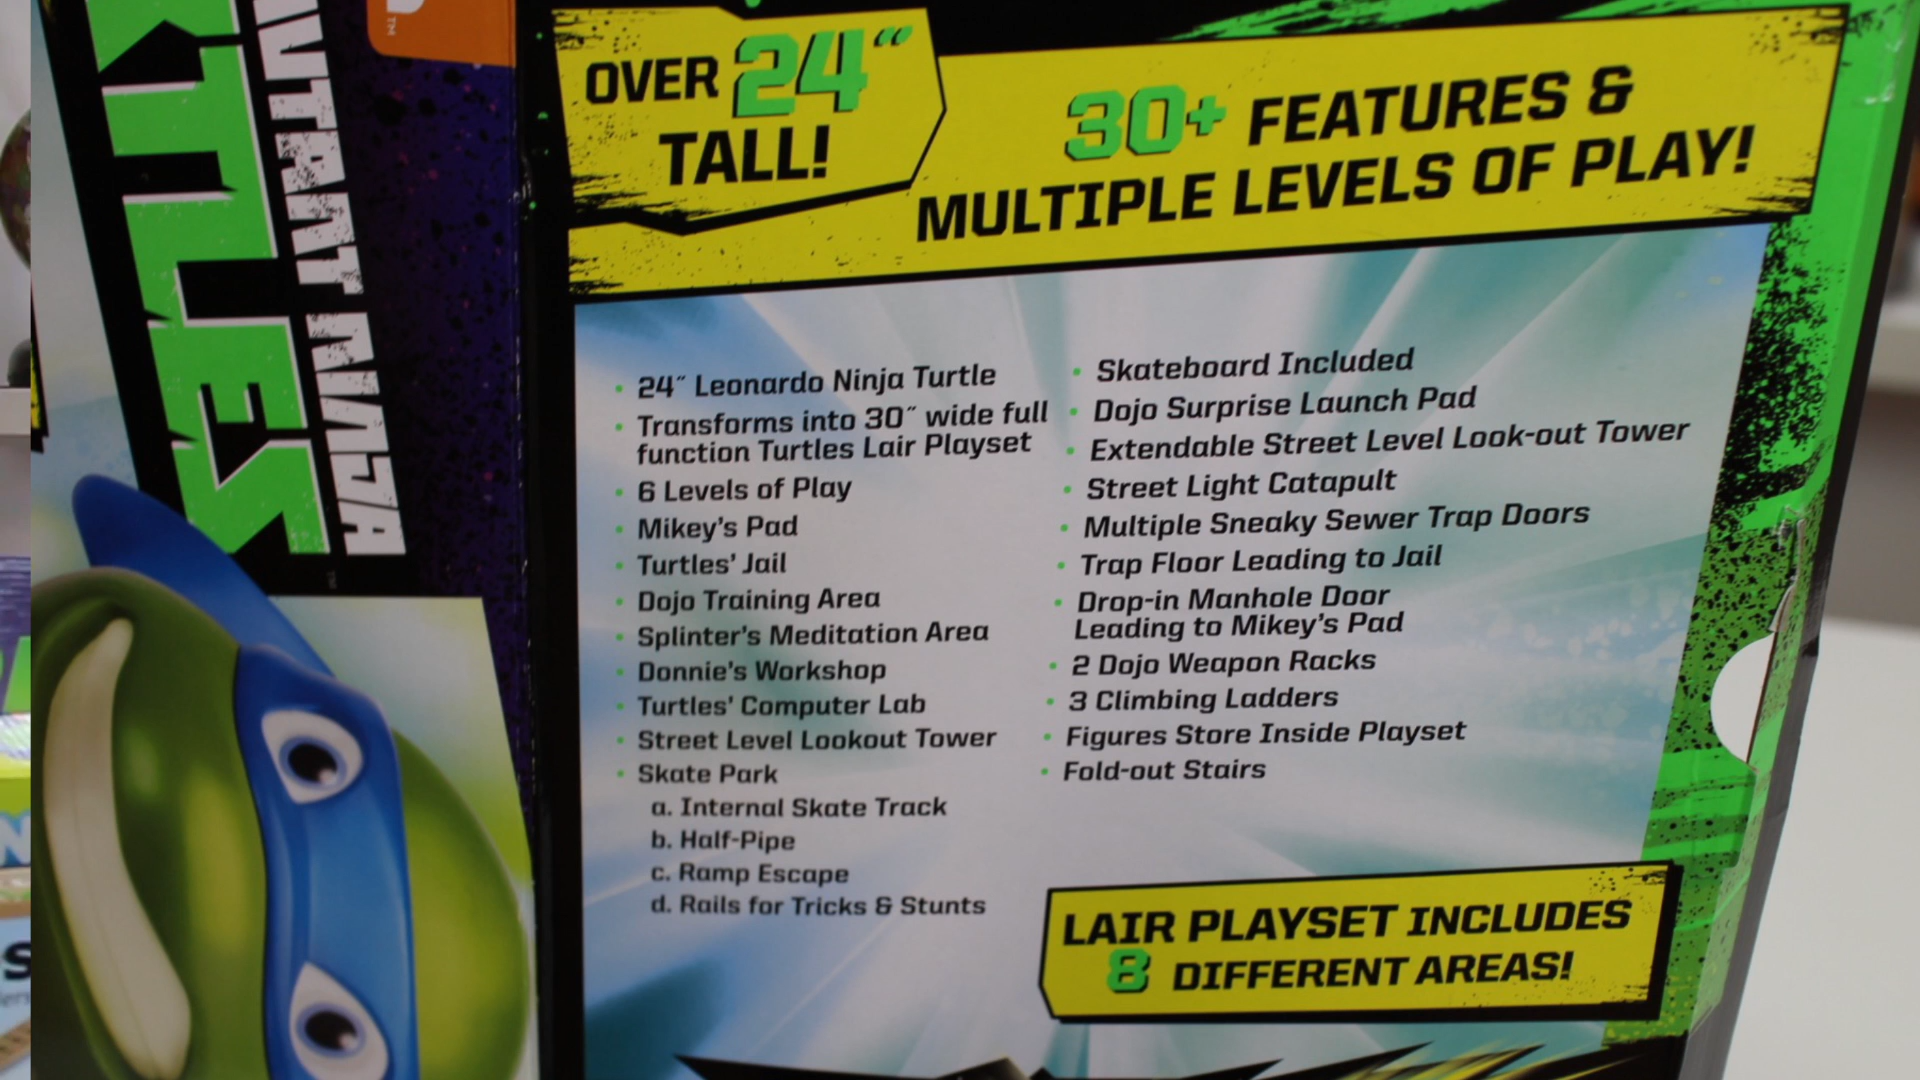 TLES
TANT NINJA
TM
OVER 24"
TALL!
30+ FEATURES &
MULTIPLE LEVELS OF PLAY!
• 24" Leonardo Ninja Turtle
• Transforms into 30" wide full
function Turtles Lair Playset
• 6 Levels of Play
• Mikey's Pad
• Turtles' Jail
• Dojo Training Area
• Splinter's Meditation Area
• Donnie's Workshop
• Turtles' Computer Lab
• Street Level Lookout Tower
• Skate Park
a. Internal Skate Track
b. Half-Pipe
c. Ramp Escape
d. Rails for Tricks & Stunts
• Skateboard Included
• Dojo Surprise Launch Pad
• Extendable Street Level Look-out Tower
• Street Light Catapult
• Multiple Sneaky Sewer Trap Doors
• Trap Floor Leading to Jail
• Drop-in Manhole Door
Leading to Mikey's Pad
• 2 Dojo Weapon Racks
• 3 Climbing Ladders
• Figures Store Inside Playset
• Fold-out Stairs
LAIR PLAYSET INCLUDES
8 DIFFERENT AREAS!